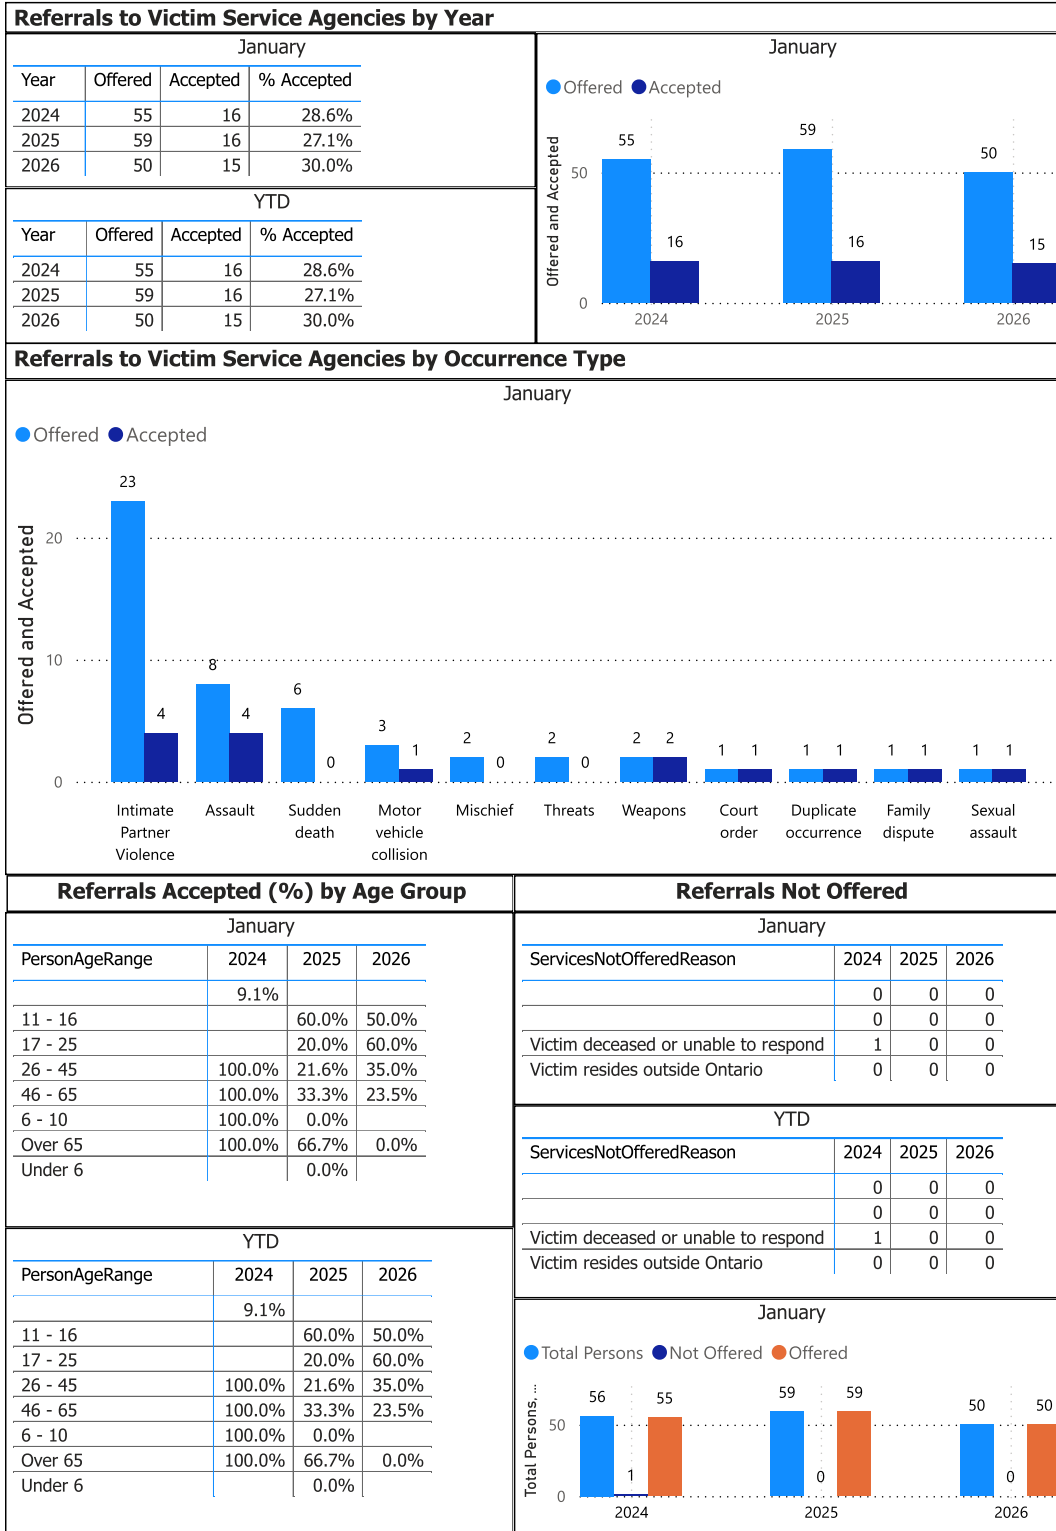 Referrals to Victim Service Agencies by Year
January
Year Offered Accepted % Accepted
2024 55 16 28.6%
2025 59 16 27.1%
2026 50 15 30.0%
YTD
Year Offered Accepted % Accepted
2024 55 16 28.6%
2025 59 16 27.1%
2026 50 15 30.0%
January
Offered Accepted
Offered and Accepted
50
0
55 16 59 16 50 15
2024 2025 2026
Referrals to Victim Service Agencies by Occurrence Type
January
Offered Accepted
Offered and Accepted
20
10
0
23 4 8 4 6 0 3 1 2 0 2 0 2 2 1 1 1 1 1 1 1 1
Intimate Assault Sudden Motor Mischief Threats Weapons Court Duplicate Family Sexual
Partner death vehicle order occurrence dispute assault
Violence collision
Referrals Accepted (%) by Age Group
January
PersonAgeRange 2024 2025 2026
9.1%
11 - 16 60.0% 50.0%
17 - 25 20.0% 60.0%
26 - 45 100.0% 21.6% 35.0%
46 - 65 100.0% 33.3% 23.5%
6 - 10 100.0% 0.0%
Over 65 100.0% 66.7% 0.0%
Under 6 0.0%
YTD
PersonAgeRange 2024 2025 2026
9.1%
11 - 16 60.0% 50.0%
17 - 25 20.0% 60.0%
26 - 45 100.0% 21.6% 35.0%
46 - 65 100.0% 33.3% 23.5%
6 - 10 100.0% 0.0%
Over 65 100.0% 66.7% 0.0%
Under 6 0.0%
Referrals Not Offered
January
ServicesNotOfferedReason 2024 2025 2026
0 0 0
0 0 0
Victim deceased or unable to respond 1 0 0
Victim resides outside Ontario 0 0 0
YTD
ServicesNotOfferedReason 2024 2025 2026
0 0 0
0 0 0
Victim deceased or unable to respond 1 0 0
Victim resides outside Ontario 0 0 0
January
Total Persons Not Offered Offered
Total Persons, ...
50
0
56 1 55 59 0 59 50 0 50
2024 2025 2026